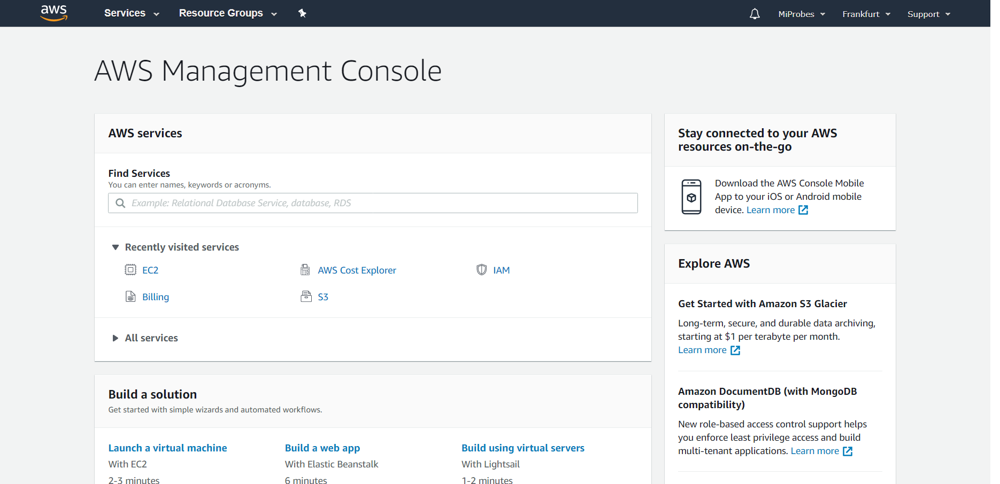 aws
Services
Resource Groups
MiProbes
Frankfurt
Support
AWS Management Console
AWS services
Find Services
You can enter names, keywords or acronyms.
Example: Relational Database Service, database, RDS
Recently visited services
EC2
AWS Cost Explorer
IAM
Billing
S3
All services
Build a solution
Get started with simple wizards and automated workflows.
Launch a virtual machine
With EC2
2-3 minutes
Build a web app
With Elastic Beanstalk
6 minutes
Build using virtual servers
With Lightsail
1-2 minutes
Stay connected to your AWS
resources on-the-go
Download the AWS Console Mobile
App to your iOS or Android mobile
device. Learn more
Explore AWS
Get Started with Amazon S3 Glacier
Long-term, secure, and durable data archiving,
starting at $1 per terabyte per month.
Learn more
Amazon DocumentDB (with MongoDB
compatibility)
New role-based access control support helps
you enforce least privilege access and build
multi-tenant applications. Learn more